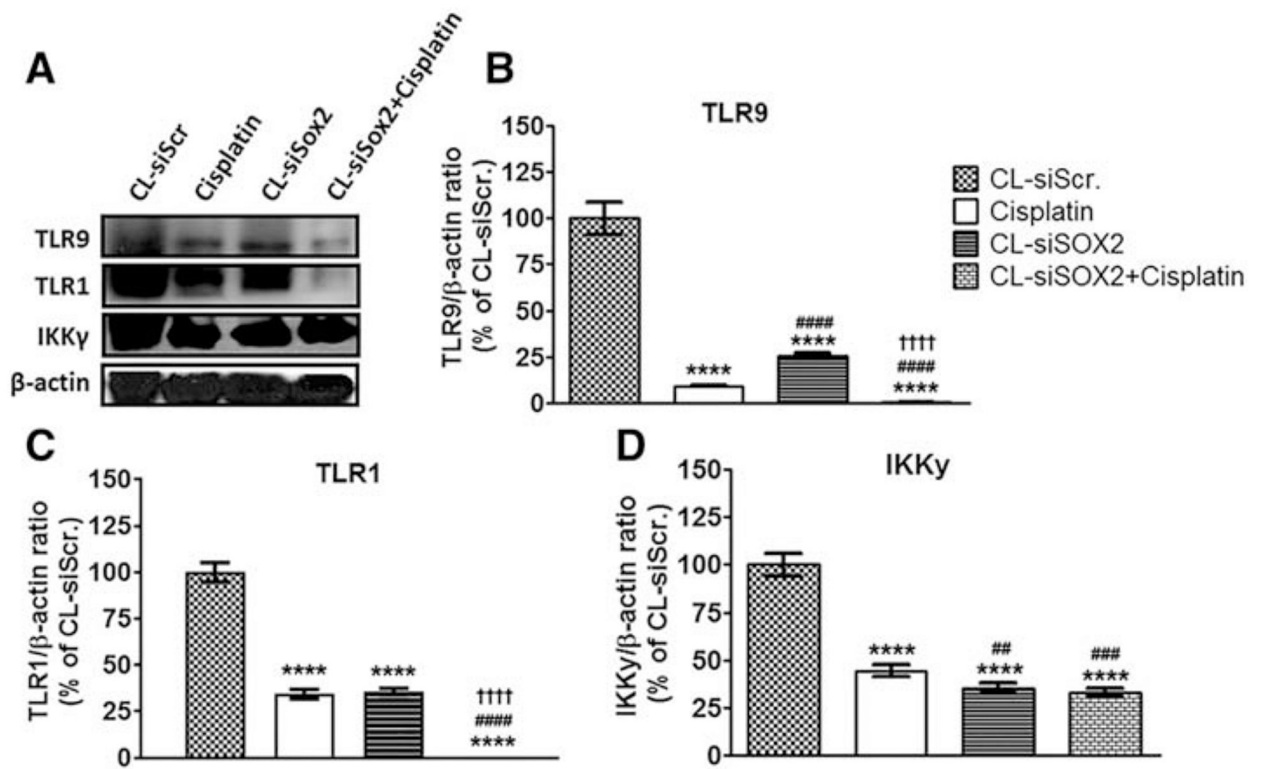 A
CL-siScr
Cisplatin
CL-siSox2
CL-siSox2+Cisplatin
TLR9
TLR1
IKKγ
β-actin
B
TLR9
TLR9/β-actin ratio
(% of CL-siScr.)
150
125
100
75
50
25
0
****
####
****
††††
####
****
CL-siScr.
Cisplatin
CL-siSOX2
CL-siSOX2+Cisplatin
C
TLR1
TLR1/β-actin ratio
(% of CL-siScr.)
150
125
100
75
50
25
0
****
****
††††
####
****
D
IKKy
IKKy/β-actin ratio
(% of CL-siScr.)
150
125
100
75
50
25
0
****
##
****
###
****